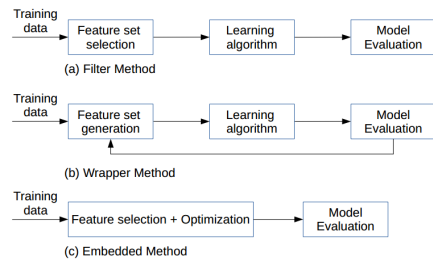 Training
data
Feature set
selection
Learning
algorithm
Model
Evaluation
(a) Filter Method
Training
data
Feature set
generation
Learning
algorithm
Model
Evaluation
(b) Wrapper Method
Training
data
Feature selection + Optimization
Model
Evaluation
(c) Embedded Method